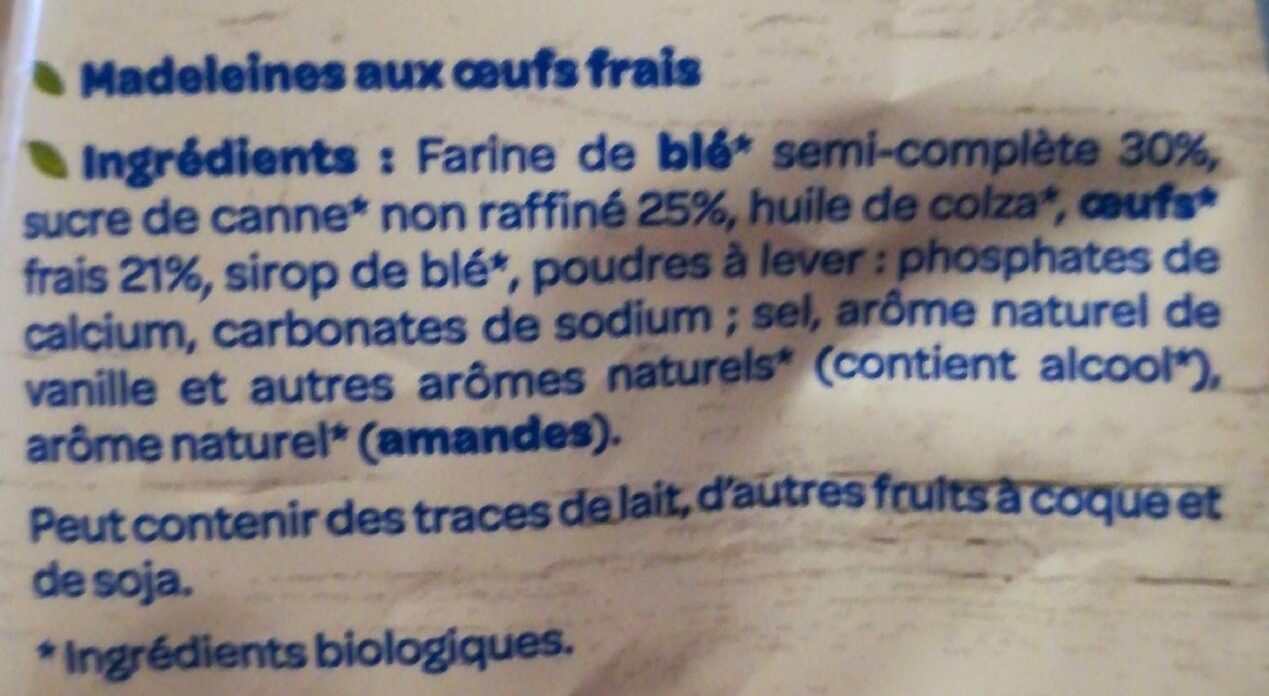 Madeleines aux œufs frais
Ingrédients : Farine de blé* semi-complète 30%,
sucre de canne* non raffiné 25%, huile de colza*, œufs*
frais 21%, sirop de blé*, poudres à lever : phosphates de
calcium, carbonates de sodium ; sel, arôme naturel de
vanille et autres arômes naturels* (contient alcool*),
arôme naturel* (amandes).
Peut contenir des traces de lait, d'autres fruits à coque et
de soja.
* Ingrédients biologiques.